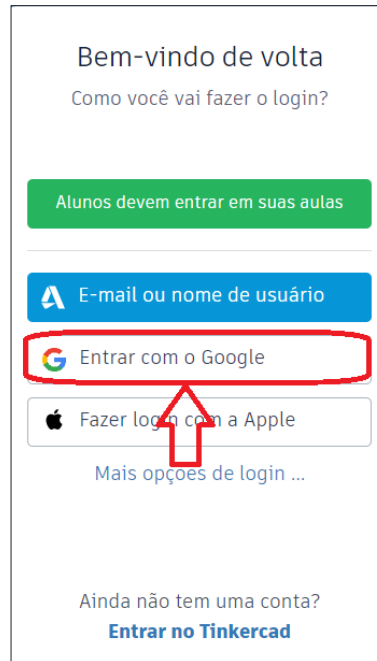 Bem-vindo de volta
Como você vai fazer o login?
Alunos devem entrar em suas aulas
E-mail ou nome de usuário
Entrar com o Google
Fazer login com a Apple
Mais opções de login ...
Ainda não tem uma conta?
Entrar no Tinkercad